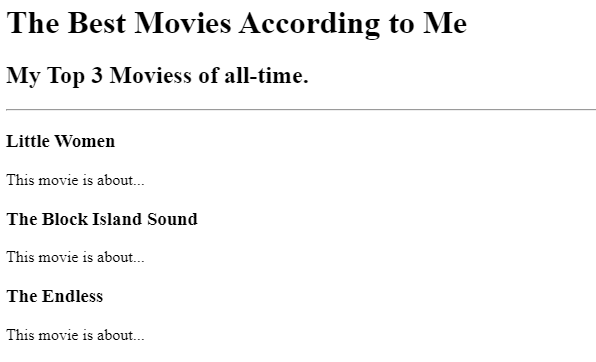 The Best Movies According to Me
My Top 3 Moviess of all-time.
Little Women
This movie is about...
The Block Island Sound
This movie is about...
The Endless
This movie is about...